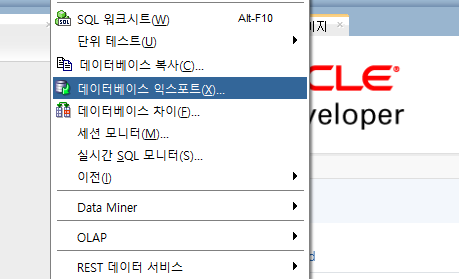 SQL 워크시트(W) Alt-F10
단위 테스트(U)
데이터베이스 복사(C)...
데이터베이스 익스포트(X)...
데이터베이스 차이(F)...
세션 모니터(M)...
실시간 SQL 모니터(S)...
이전(I)
Data Miner
OLAP
REST 데이터 서비스
이지
CLE
veloper
d